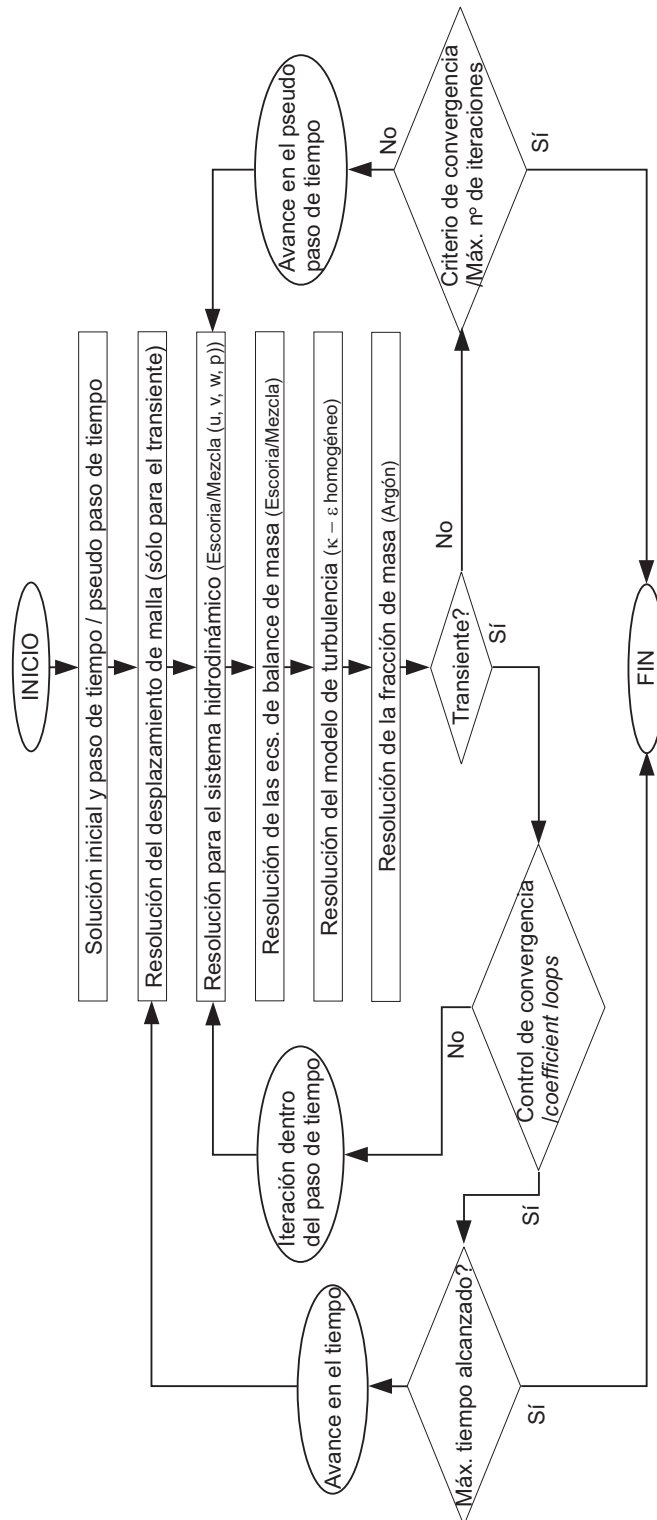 INICIO
Solución inicial y paso de tiempo / pseudo paso de tiempo
Resolución del desplazamiento de malla (sólo para el transiente)
Resolución para el sistema hidrodinámico (Escoria/Mezcla (u, v, w, p))
Resolución de las ecs. de balance de masa (Escoria/Mezcla)
Resolución del modelo de turbulencia (κ − ε homogéneo)
Resolución de la fracción de masa (Argón)
Transiente?
No
Sí
Avance en el pseudo
paso de tiempo
No
Criterio de convergencia
/Máx. nº de iteraciones
Sí
Iteración dentro
del paso de tiempo
No
Control de convergencia
/coefficient loops
Sí
Avance en el tiempo
Máx. tiempo alcanzado?
Sí
FIN